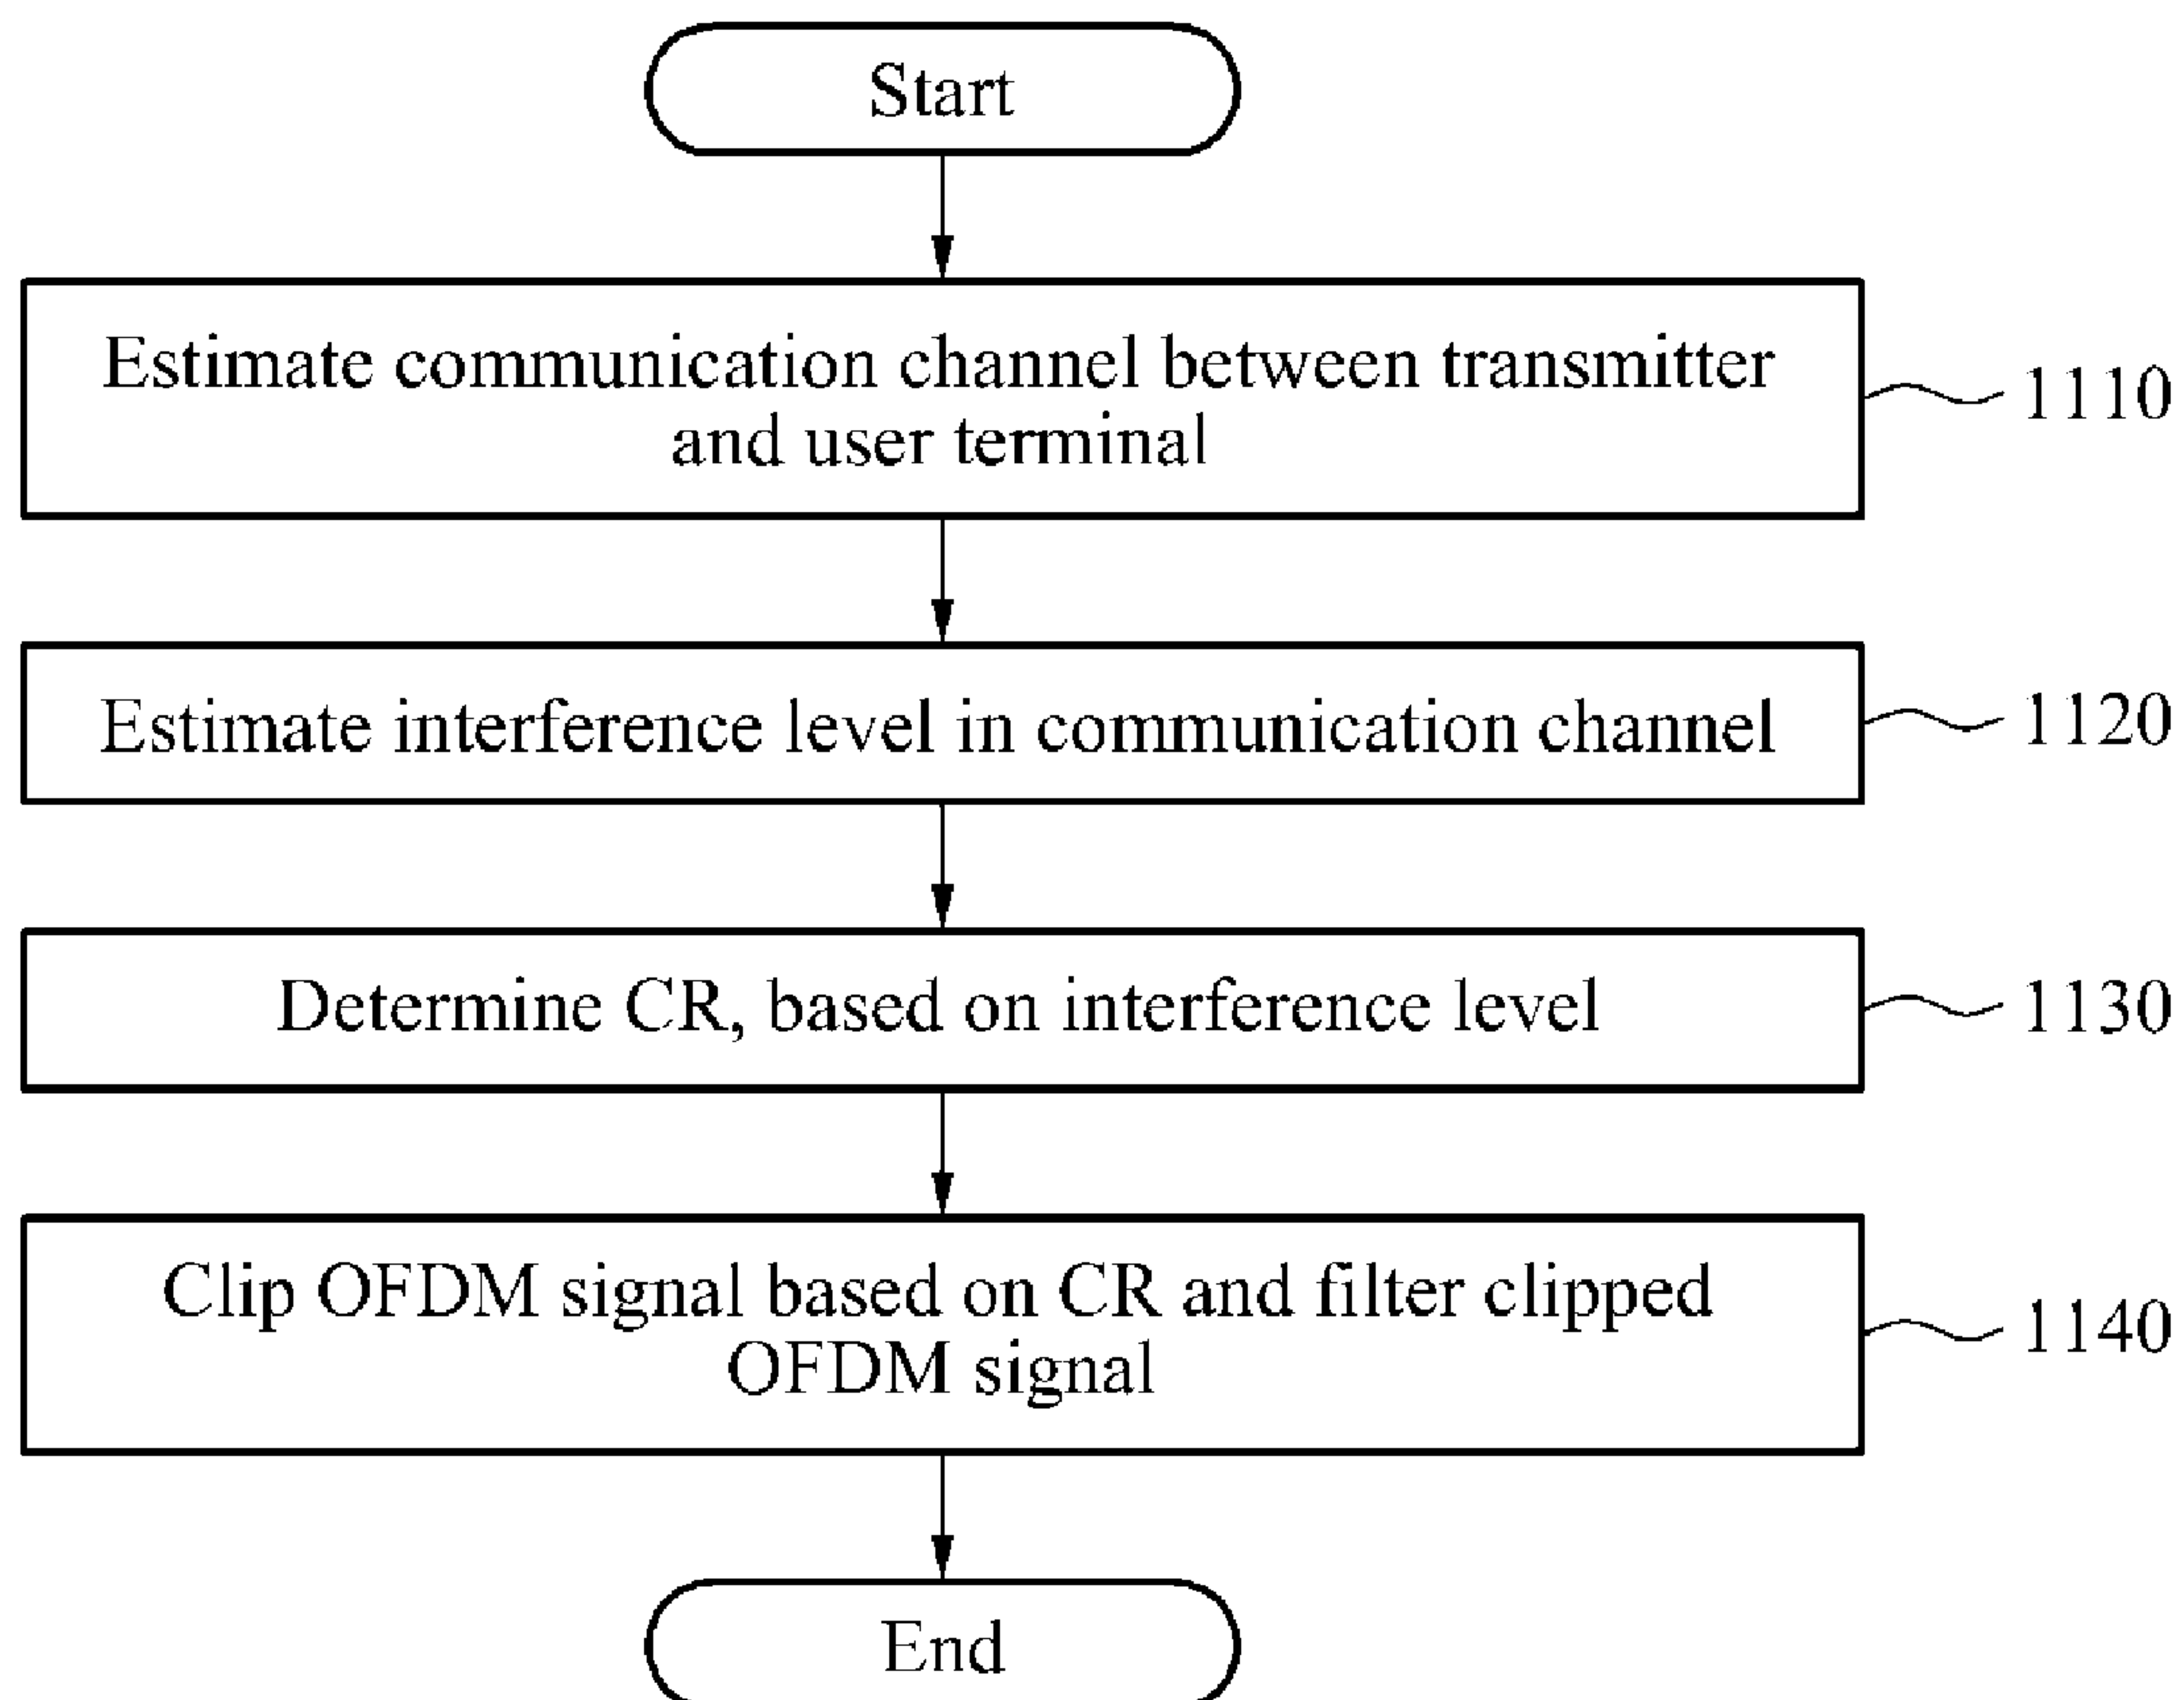 Start
Estimate communication channel between transmitter
and user terminal
1110
Estimate interference level in communication channel
1120
Determine CR, based on interference level
1130
Clip OFDM signal based on CR and filter clipped
OFDM signal
1140
End